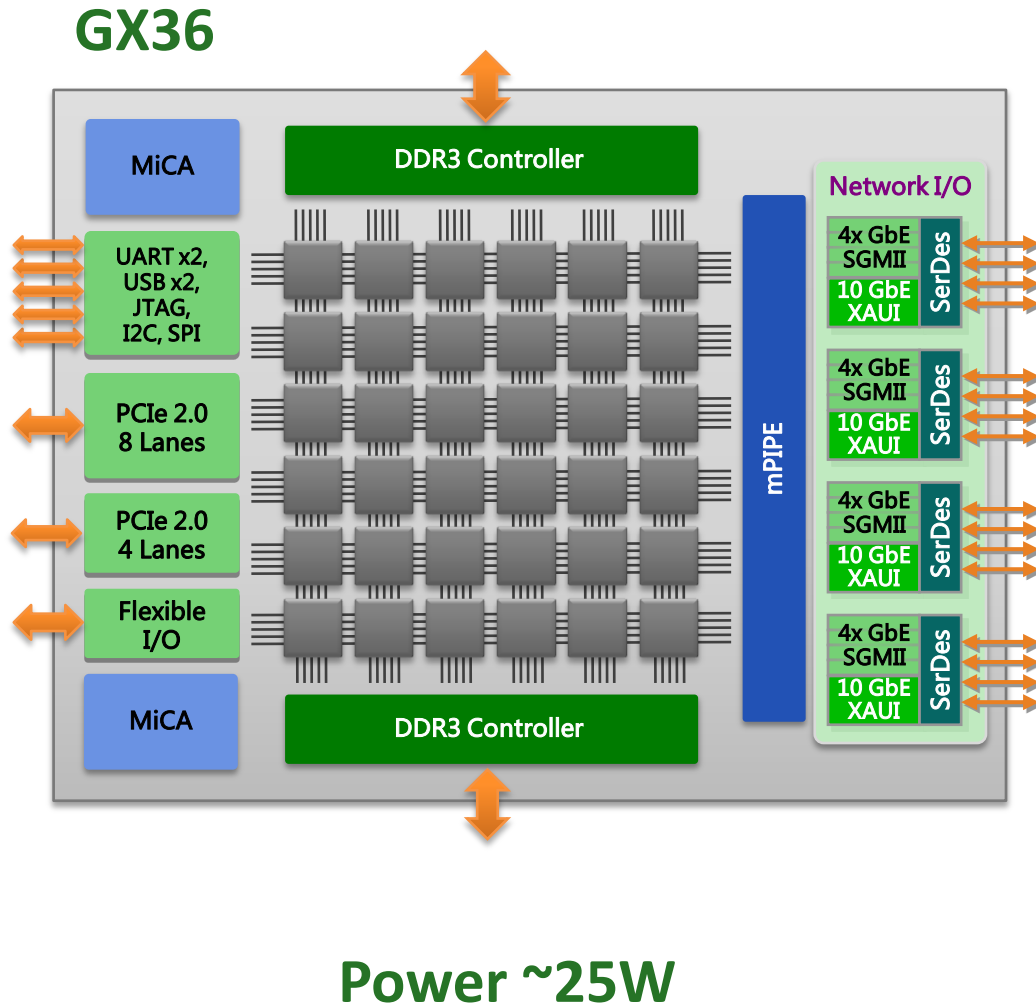 GX36
DDR3 Controller
MiCA
UART x2,
USB x2,
JTAG,
I2C, SPI
PCIe 2.0
8 Lanes
PCIe 2.0
4 Lanes
Flexible
I/O
MiCA
DDR3 Controller
mPIPE
Network I/O
4x GbE
SGMII
10 GbE
XAUI
SerDes
4x GbE
SGMII
10 GbE
XAUI
SerDes
4x GbE
SGMII
10 GbE
XAUI
SerDes
4x GbE
SGMII
10 GbE
XAUI
SerDes
Power ~25W